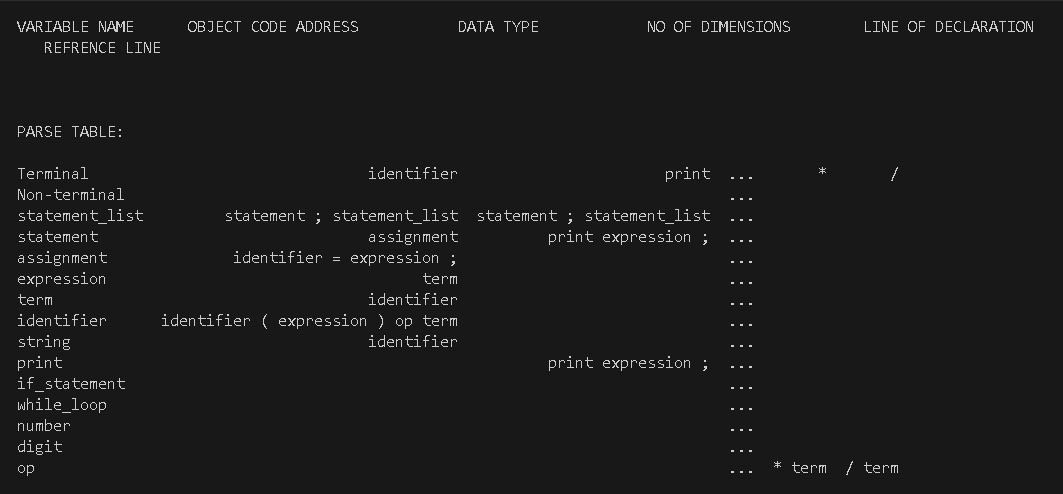 VARIABLE NAME      OBJECT CODE ADDRESS           DATA TYPE            NO OF DIMENSIONS        LINE OF DECLARATION
   REFRENCE LINE
PARSE TABLE:
Terminal                               identifier                       print  ...       *       /
Non-terminal                                                                   ...
statement_list         statement ; statement_list  statement ; statement_list  ...
statement                              assignment          print expression ;  ...
assignment              identifier = expression ;                              ...
expression                                   term                              ...
term                                   identifier                              ...
identifier      identifier ( expression ) op term                              ...
string                                 identifier                              ...
print                                                      print expression ;  ...
if_statement                                                                   ...
while_loop                                                                     ...
number                                                                         ...
digit                                                                          ...
op                                                                             ...  * term  / term